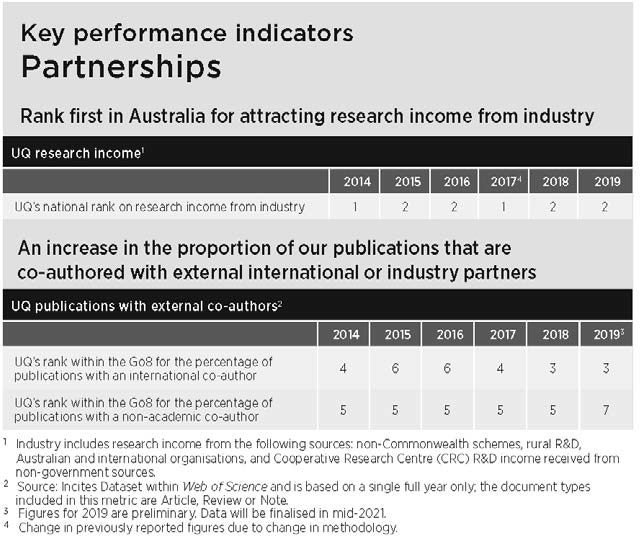 Key performance indicators
Partnerships
Rank first in Australia for attracting research income from industry
UQ research income1
2014 2015 2016 20174 2018 2019
UQ's national rank on research income from industry 1 2 2 1 2 2
An increase in the proportion of our publications that are
co-authored with external international or industry partners
UQ publications with external co-authors2
2014 2015 2016 2017 2018 20193
UQ's rank within the Go8 for the percentage of
publications with an international co-author 4 6 6 4 3 3
UQ's rank within the Go8 for the percentage of
publications with a non-academic co-author 5 5 5 5 5 7
1 Industry includes research income from the following sources: non-Commonwealth schemes, rural R&D,
Australian and international organisations, and Cooperative Research Centre (CRC) R&D income received from
non-government sources.
2 Source: Incites Dataset within Web of Science and is based on a single full year only; the document types
included in this metric are Article, Review or Note.
3 Figures for 2019 are preliminary. Data will be finalised in mid-2021.
4 Change in previously reported figures due to change in methodology.